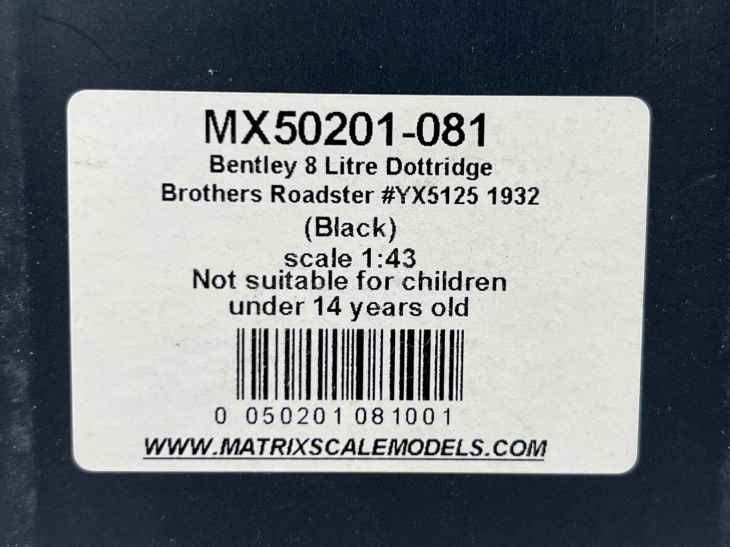 MX50201-081
Bentley 8 Litre Dottridge
Brothers Roadster #YX5125 1932
(Black)
scale 1:43
Not suitable for children
under 14 years old
0 050201 081001
WWW.MATRIXSCALEMODELS.COM